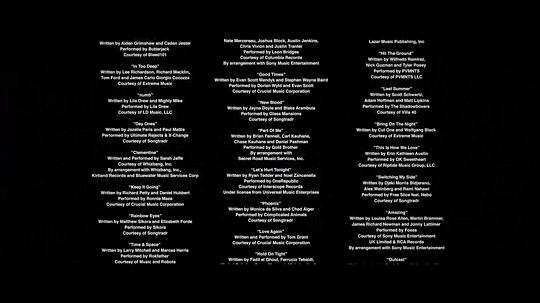 Written by Aiden Grimshaw and Caden Jester
Performed by Butterjack
Courtesy of Bleed101
"In Too Deep"
Written by Lee Richardson, Richard Macklin,
Tom Ford and James Carlo Giorgio Cocozza
Courtesy of Extreme Music
"numb"
Written by Lila Drew and Mighty Mike
Performed by Lila Drew
Courtesy of LD Music, LLC
"Gay Ones"
Written by Jazelle Paris and Paul Mattis
Performed by Ultimate Rejects & X-Change
Courtesy of Songtradr
"Clementine"
Written and Performed by Sarah Jaffe
Courtesy of Whizbang, Inc.
By arrangement with Whizbang, Inc.,
Kirtland Records and Bluewater Music Services Corp
"Keep It Going"
Written by Richard Fetty and Daniel Hubbert
Performed by Ronnie Maze
Courtesy of Crucial Music Corporation
"Rainbow Eyes"
Written by Matthew Sikora and Elizabeth Forde
Performed by Sikora
Courtesy of Songtradr
"Time & Space"
Written by Larry Mitchell and Marcas Harris
Performed by Rokfather
Courtesy of Music and Robots
Nate Mercereau, Joshua Block, Austin Jenkins,
Chris Vivion and Justin Tranter
Performed by Leon Bridges
Courtesy of Columbia Records
By arrangement with Sony Music Entertainment
"Good Times"
Written by Evan Scott Wendyk and Stephen Wayne Baird
Performed by Dorian Wyld and Evan Scott
Courtesy of Crucial Music Corporation
"New Blood"
Written by Jayna Doyle and Blake Arambula
Performed by Glass Mansions
Courtesy of Songtradr
"Part Of Me"
Written by Brian Fennell, Carl Kauhane,
Chase Kauhane and Daniel Pashman
Performed by Gold Brother
By arrangement with
Secret Road Music Services, Inc.
"Let's Hurt Tonight"
Written by Ryan Tedder and Noel Zancanella
Performed by OneRepublic
Courtesy of Interscope Records
Under license from Universal Music Enterprises
"Phoenix"
Written by Monica da Silva and Chad Alger
Performed by Complicated Animals
Courtesy of Songtradr
"Love Again"
Written and Performed by Tom Grant
Courtesy of Crucial Music Corporation
"Hold On Tight"
Written by Fadil el Ghoul, Ferruccio Tebaldi,
Lazar Music Publishing, Inc
"Hit The Ground"
Written by Wilfredo Ramirez,
Nick Guzman and Tyler Posey
Performed by PVMNTS
Courtesy of PVMNTS LLC
"Last Summer"
Written by Scott Schwartz,
Adam Hoffman and Matt Lipkins
Performed by The Shadowboxers
Courtesy of Villa 40
"Bring On The Night"
Written by Cut One and Wolfgang Black
Courtesy of Extreme Music
"This Is How We Love"
Written by Erin Kathleen Austin
Performed by OK Sweetheart
Courtesy of Riptide Music Group, LLC
"Switching My Side"
Written by Djeki Morris Bidjarano,
Alex Weinberg and Rami Nahsei
Performed by Free Slice feat. Nebo
Courtesy of Songtradr
"Amazing"
Written by Louisa Rose Allen, Martin Brammer,
James Richard Newman and Jonny Lattimer
Performed by Foxes
Courtesy of Sony Music Entertainment
UK Limited & RCA Records
By arrangement with Sony Music Entertainment
"Outcast"